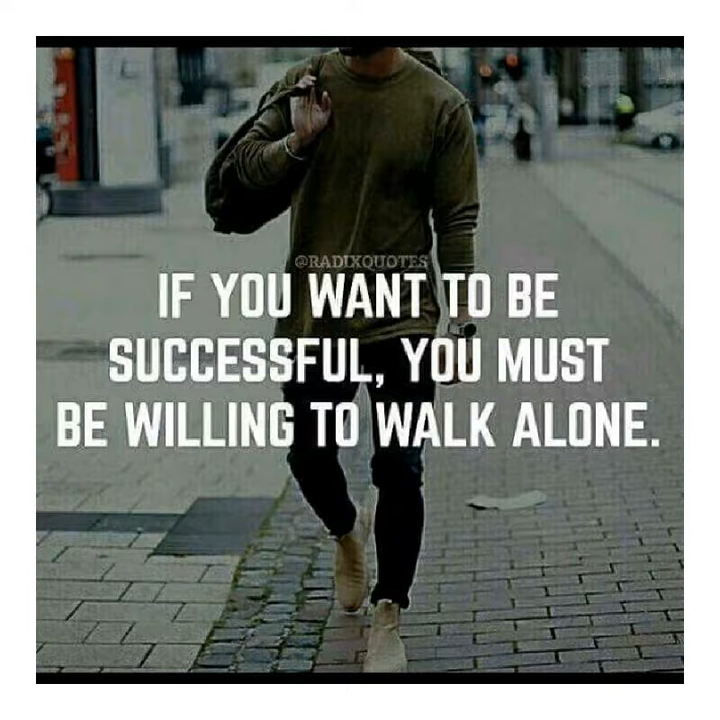 @RADIXQUOTES
IF YOU WANT TO BE
SUCCESSFUL, YOU MUST
BE WILLING TO WALK ALONE.